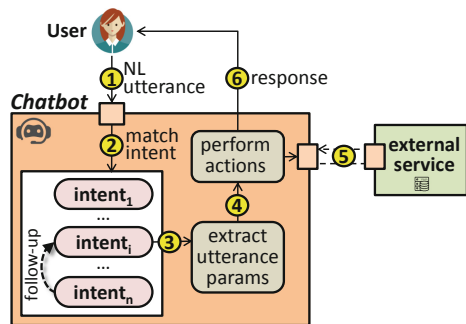 User
1 NL
utterance
6 response
Chatbot
2 match
intent
perform
actions
5
external
service
intent1
...
intenti
3
4
extract
utterance
params
follow-up
...
intentn